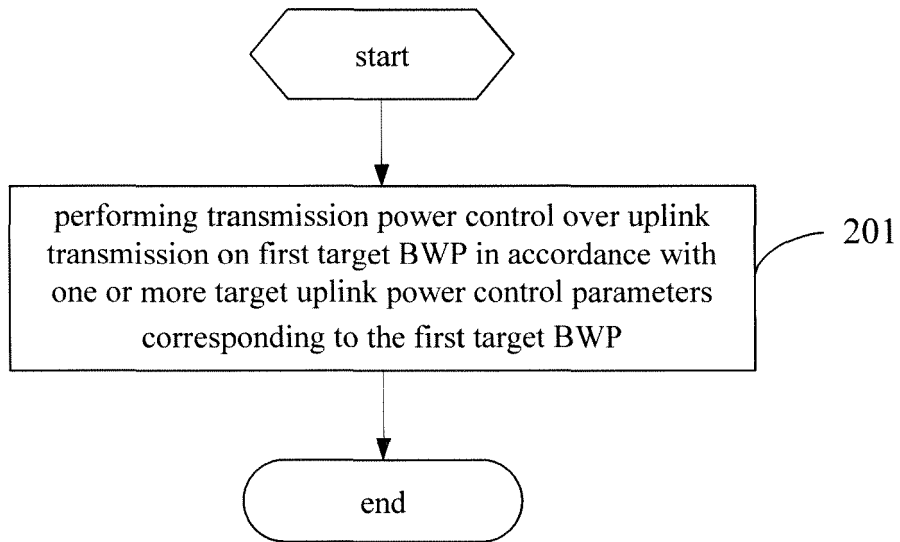 start
performing transmission power control over uplink
transmission on first target BWP in accordance with
one or more target uplink power control parameters
corresponding to the first target BWP
201
end